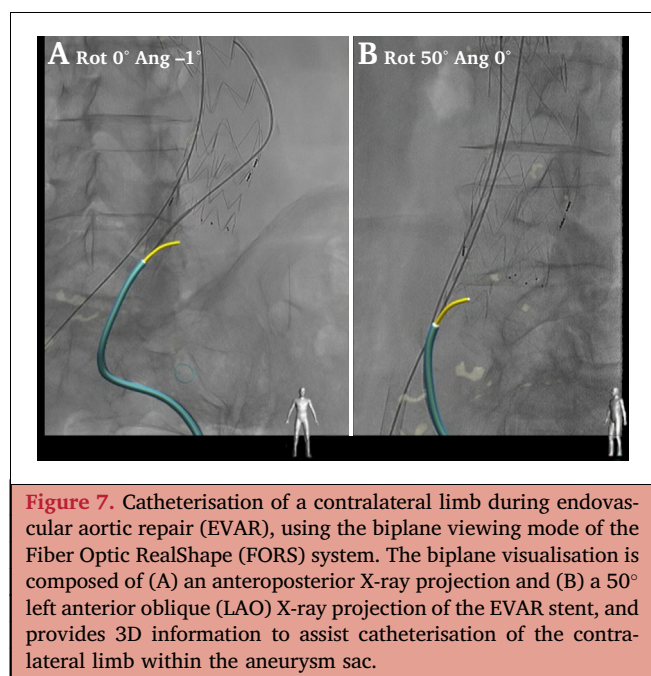 A Rot 0° Ang –1°
B Rot 50° Ang 0°
Figure 7. Catheterisation of a contralateral limb during endovas-
cular aortic repair (EVAR), using the biplane viewing mode of the
Fiber Optic RealShape (FORS) system. The biplane visualisation is
composed of (A) an anteroposterior X-ray projection and (B) a 50°
left anterior oblique (LAO) X-ray projection of the EVAR stent, and
provides 3D information to assist catheterisation of the contra-
lateral limb within the aneurysm sac.